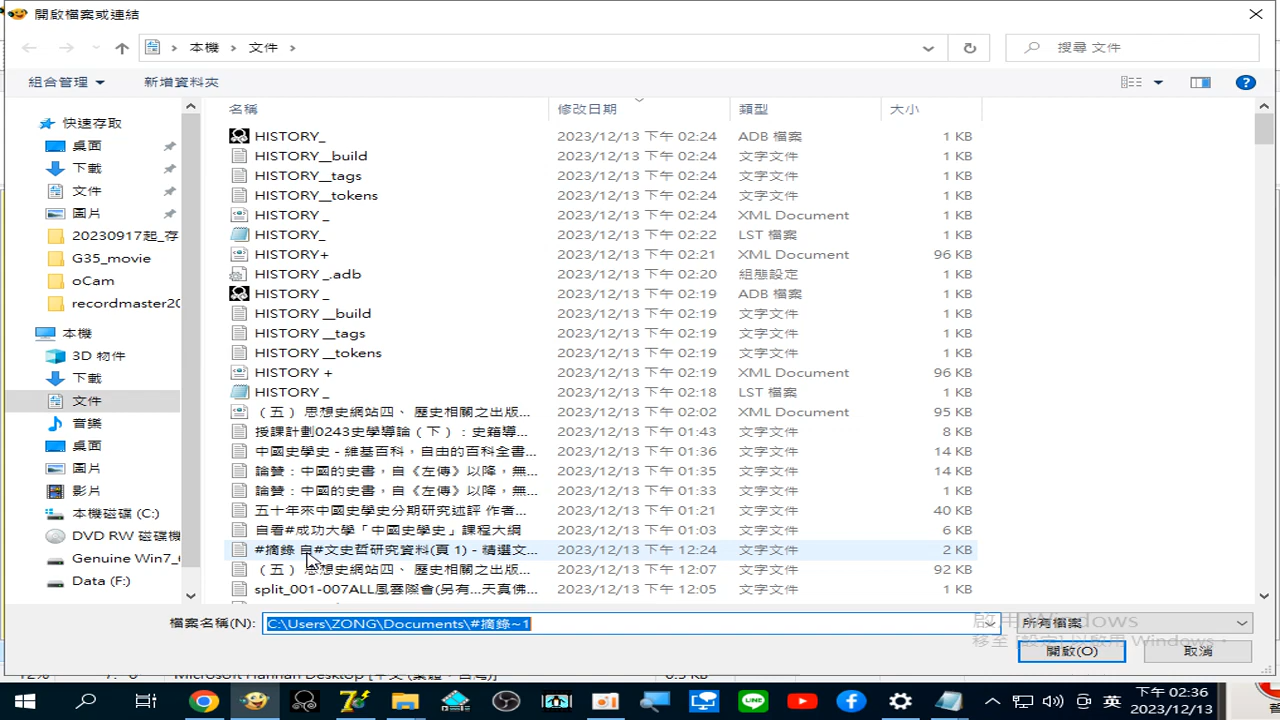 開啟檔案或連結
本機 › 文件 ›
搜尋 文件
組合管理 新增資料夾
名稱 修改日期 類型 大小
快速存取
桌面
下載
文件
圖片
20230917起_存
G35_movie
oCam
recordmaster20
本機
3D 物件
下載
文件
音樂
桌面
圖片
影片
本機磁碟 (C:)
DVD RW 磁碟機
Genuine Win7_
Data (F:)
HISTORY_ 2023/12/13 下午 02:24 ADB 檔案 1 KB
HISTORY__build 2023/12/13 下午 02:24 文字文件 1 KB
HISTORY__tags 2023/12/13 下午 02:24 文字文件 1 KB
HISTORY__tokens 2023/12/13 下午 02:24 文字文件 1 KB
HISTORY _ 2023/12/13 下午 02:24 XML Document 1 KB
HISTORY_ 2023/12/13 下午 02:22 LST 檔案 1 KB
HISTORY+ 2023/12/13 下午 02:21 XML Document 96 KB
HISTORY _.adb 2023/12/13 下午 02:20 組態設定 1 KB
HISTORY _ 2023/12/13 下午 02:19 ADB 檔案 1 KB
HISTORY __build 2023/12/13 下午 02:19 文字文件 1 KB
HISTORY __tags 2023/12/13 下午 02:19 文字文件 1 KB
HISTORY __tokens 2023/12/13 下午 02:19 文字文件 1 KB
HISTORY + 2023/12/13 下午 02:19 XML Document 96 KB
HISTORY _ 2023/12/13 下午 02:18 LST 檔案 1 KB
（五） 思想史網站四、 歷史相關之出版... 2023/12/13 下午 02:02 XML Document 95 KB
授課計劃0243史學導論（下）：史籍導... 2023/12/13 下午 01:43 文字文件 8 KB
中國史學史 - 維基百科，自由的百科全書... 2023/12/13 下午 01:36 文字文件 14 KB
論贊：中國的史書，自《左傳》以降，無... 2023/12/13 下午 01:35 文字文件 14 KB
論贊：中國的史書，自《左傳》以降，無... 2023/12/13 下午 01:33 文字文件 14 KB
五十年來中國史學史分期研究述評 作者... 2023/12/13 下午 01:21 文字文件 40 KB
自看#成功大學「中國史學史」課程大綱 2023/12/13 下午 01:03 文字文件 6 KB
#摘錄 自#文史哲研究資料(頁 1) - 精選文... 2023/12/13 下午 12:24 文字文件 2 KB
（五） 思想史網站四、 歷史相關之出版... 2023/12/13 下午 12:07 文字文件 92 KB
split_001-007ALL風雲際會(另有...天真佛... 2023/12/13 下午 12:05 文字文件 1 KB
檔案名稱(N): C:\Users\ZONG\Documents\#摘錄~1 所有檔案
啟用 Windows
移至 [設定] 以啟用 Windows。
開啟(O) 取消
下午 02:36
英
2023/12/13